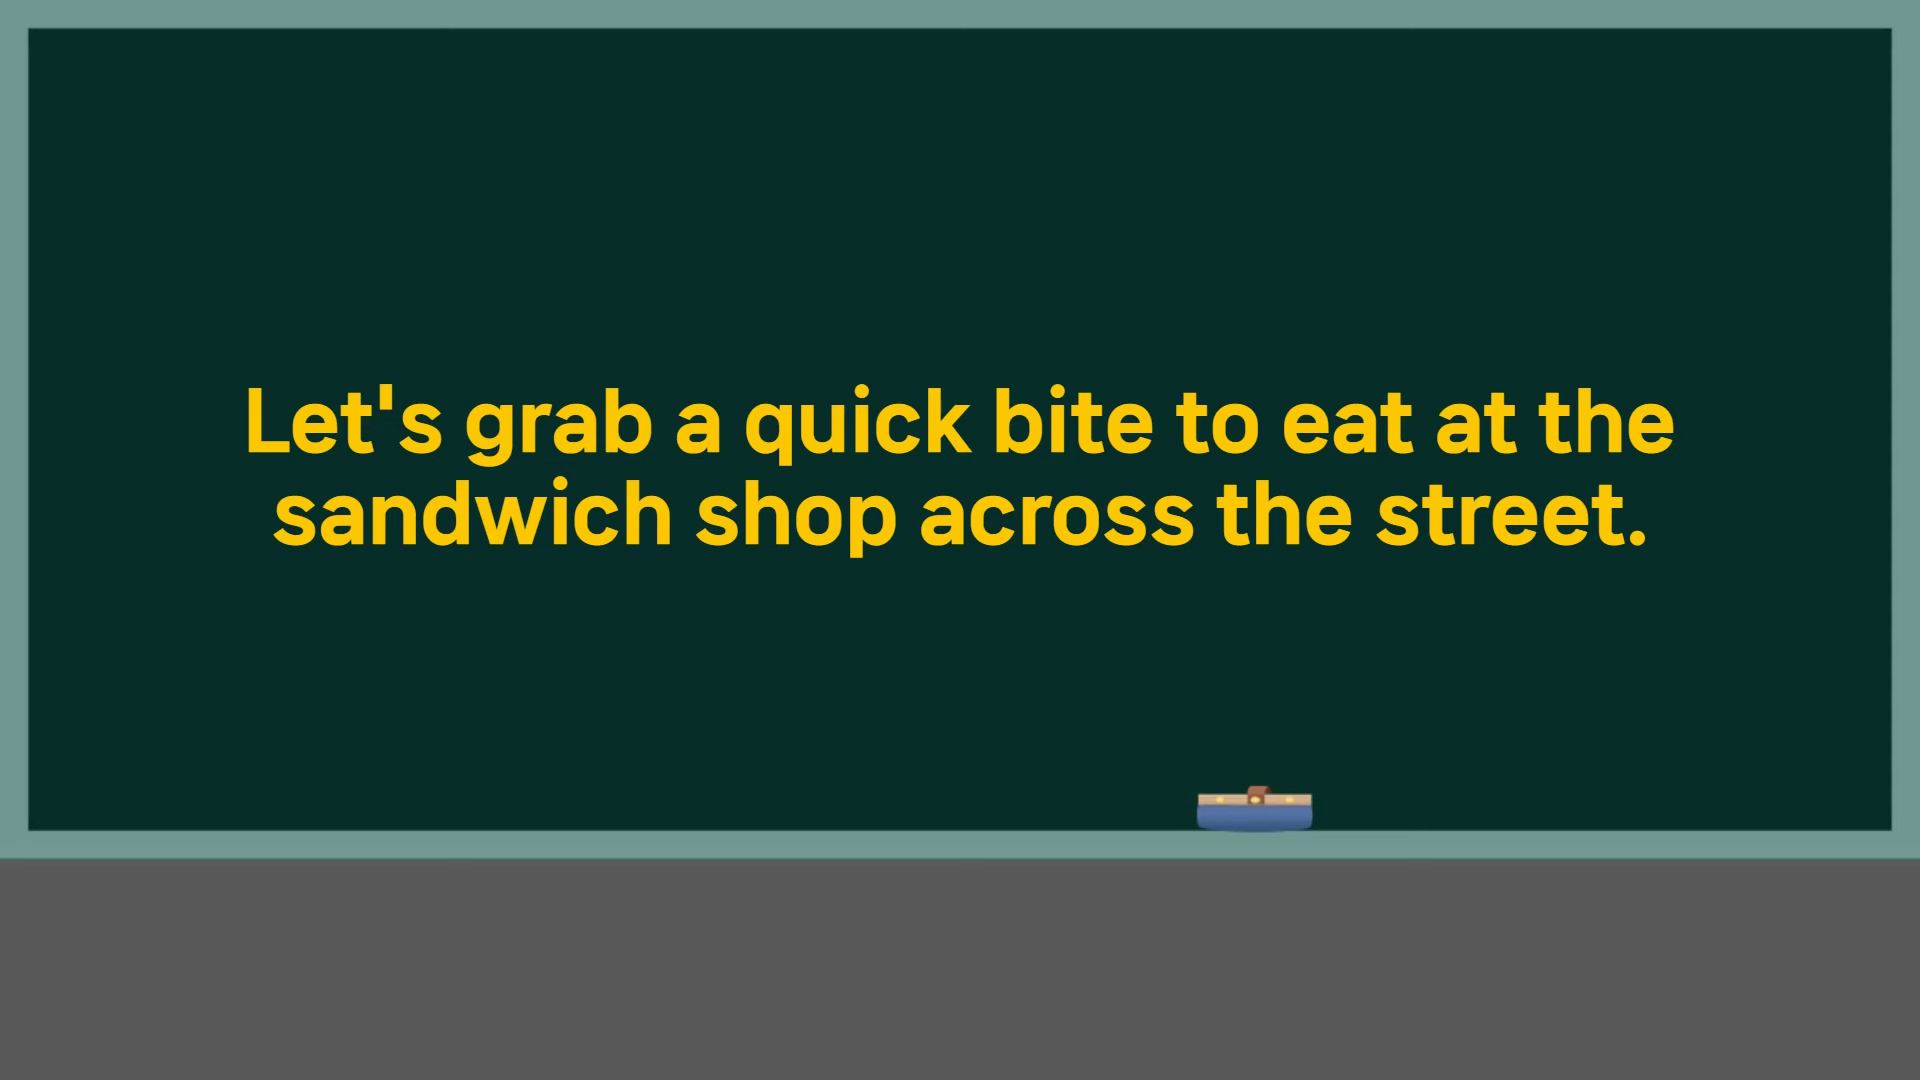 Let's grab a quick bite to eat at the
sandwich shop across the street.